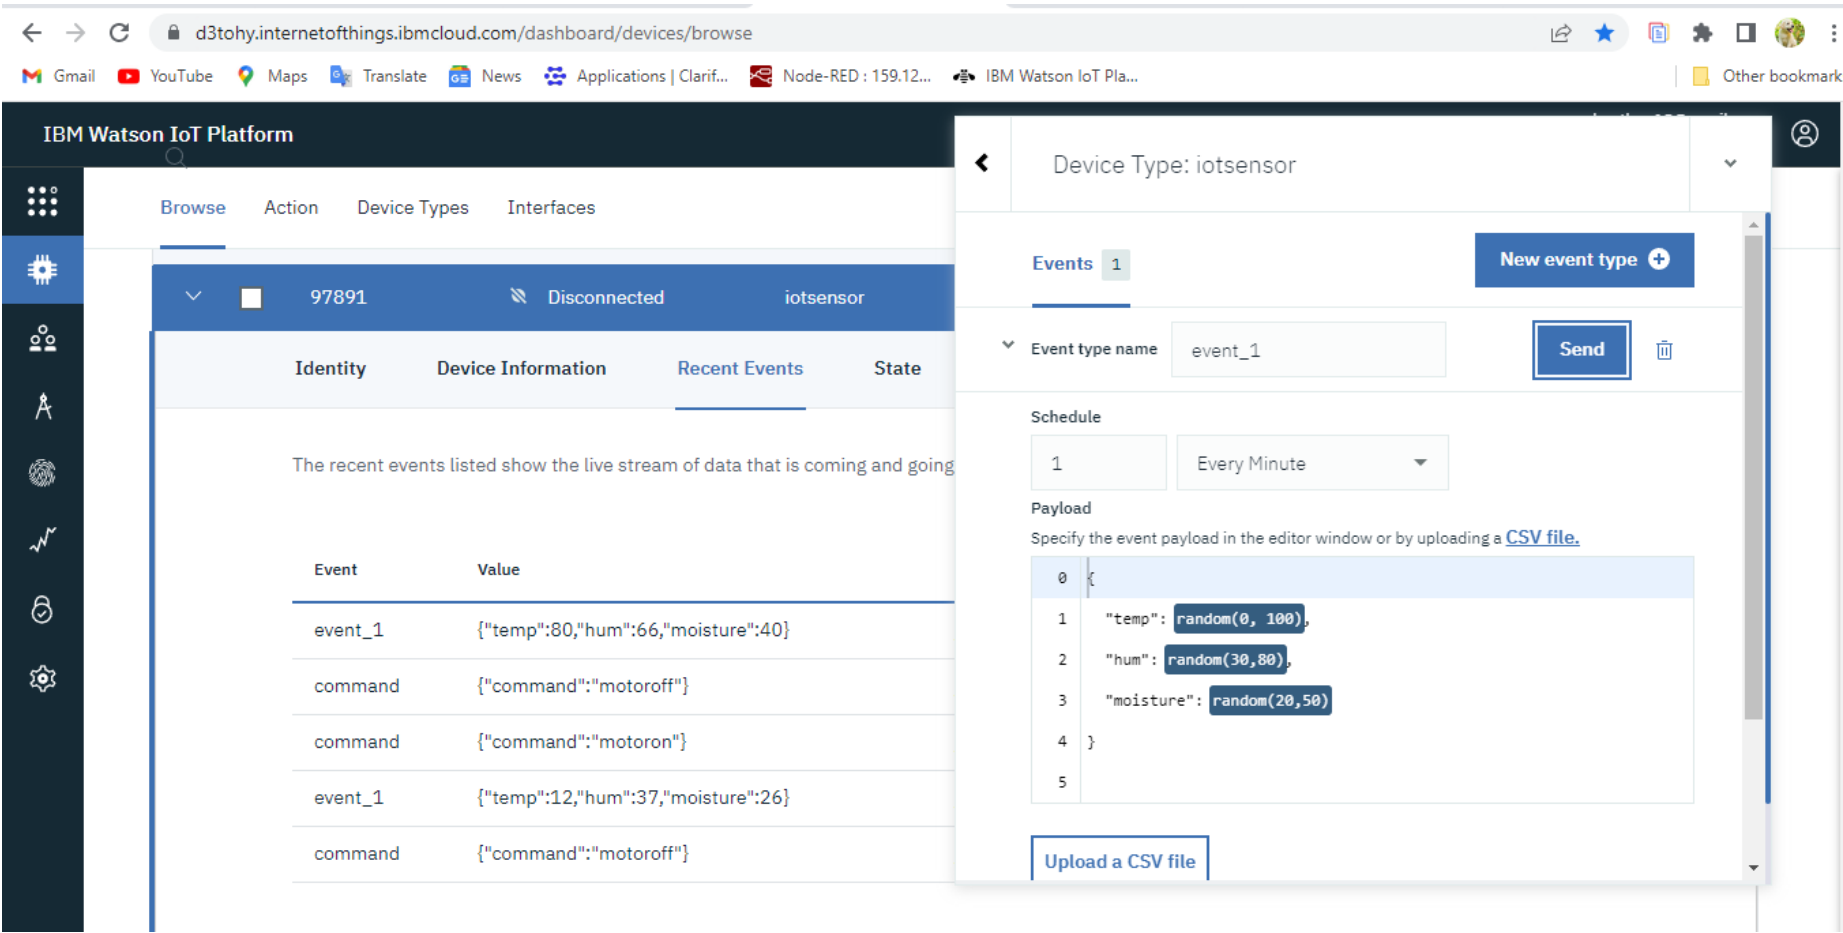 d3tohy.internetofthings.ibmcloud.com/dashboard/devices/browse
Gmail YouTube Maps Translate News Applications | Clarif... Node-RED : 159.12... IBM Watson IoT Pla... Other bookmark
IBM Watson IoT Platform
Browse Action Device Types Interfaces
97891 Disconnected iotsensor
Identity Device Information Recent Events State
The recent events listed show the live stream of data that is coming and going
Event Value
event_1 {"temp":80,"hum":66,"moisture":40}
command {"command":"motoroff"}
command {"command":"motoron"}
event_1 {"temp":12,"hum":37,"moisture":26}
command {"command":"motoroff"}
Device Type: iotsensor
Events 1
New event type
Event type name event_1 Send
Schedule
1 Every Minute
Payload
Specify the event payload in the editor window or by uploading a CSV file.
0 {
1 "temp": random(0, 100),
2 "hum": random(30,80),
3 "moisture": random(20,50)
4 }
5
Upload a CSV file